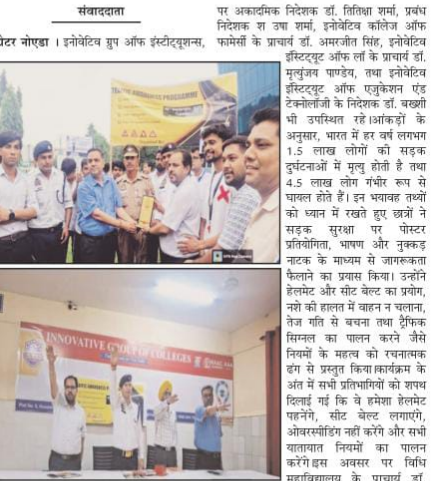 संवाददाता
ग्रेटर नोएडा । इनोवेटिव ग्रुप ऑफ इंस्टीट्यूशन्स,
INNOVATIVE GROUP OF COLLEGES
पर अकादमिक निदेशक डॉ. तितिक्षा शर्मा, प्रबंध
निदेशक श उषा शर्मा, इनोवेटिव कॉलेज ऑफ
फार्मेसी के प्राचार्य डॉ. अमरजीत सिंह, इनोवेटिव
इंस्टिट्यूट ऑफ लॉ के प्राचार्य डॉ.
मृत्युंजय पाण्डेय, तथा इनोवेटिव
इंस्टिट्यूट ऑफ एजुकेशन एंड
टेक्नोलॉजी के निदेशक डॉ. बख्शी
भी उपस्थित रहे।आंकड़ों के
अनुसार, भारत में हर वर्ष लगभग
1.5 लाख लोगों की सड़क
दुर्घटनाओं में मृत्यु होती है तथा
4.5 लाख लोग गंभीर रूप से
घायल होते हैं। इन भयावह तथ्यों
को ध्यान में रखते हुए छात्रों ने
सड़क सुरक्षा पर पोस्टर
प्रतियोगिता, भाषण और नुक्कड़
नाटक के माध्यम से जागरूकता
फैलाने का प्रयास किया। उन्होंने
हेलमेट और सीट बेल्ट का प्रयोग,
नशे की हालत में वाहन न चलाना,
तेज गति से बचना तथा ट्रैफिक
सिग्नल का पालन करने जैसे
नियमों के महत्व को रचनात्मक
ढंग से प्रस्तुत किया।कार्यक्रम के
अंत में सभी प्रतिभागियों को शपथ
दिलाई गई कि वे हमेशा हेलमेट
पहनेंगे, सीट बेल्ट लगाएंगे,
ओवरस्पीडिंग नहीं करेंगे और सभी
यातायात नियमों का पालन
करेंगे।इस अवसर पर विधि
महाविद्यालय के प्राचार्य डॉ.